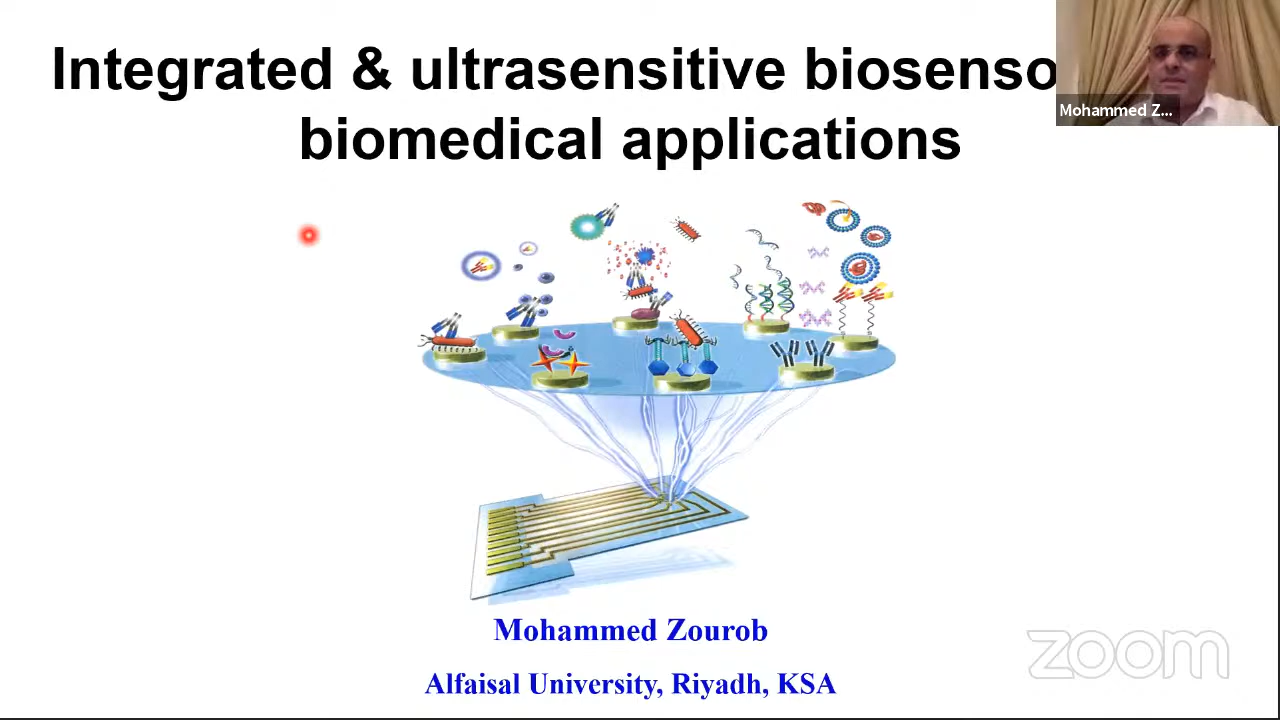 Integrated & ultrasensitive biosenso
biomedical applications
Mohammed Z...
Mohammed Zourob
Alfaisal University, Riyadh, KSA
zoom